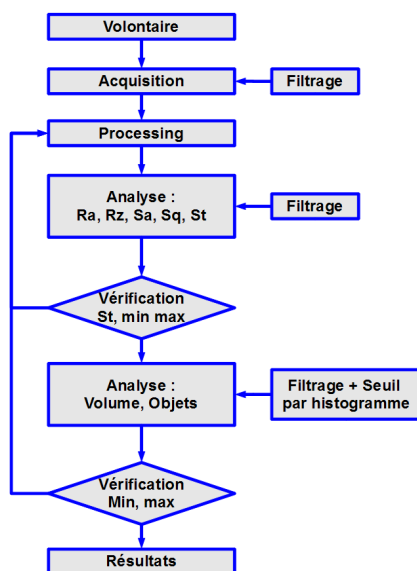 Volontaire
Acquisition
Filtrage
Processing
Analyse :
Ra, Rz, Sa, Sq, St
Filtrage
Vérification
St, min max
Analyse :
Volume, Objets
Filtrage + Seuil
par histogramme
Vérification
Min, max
Résultats